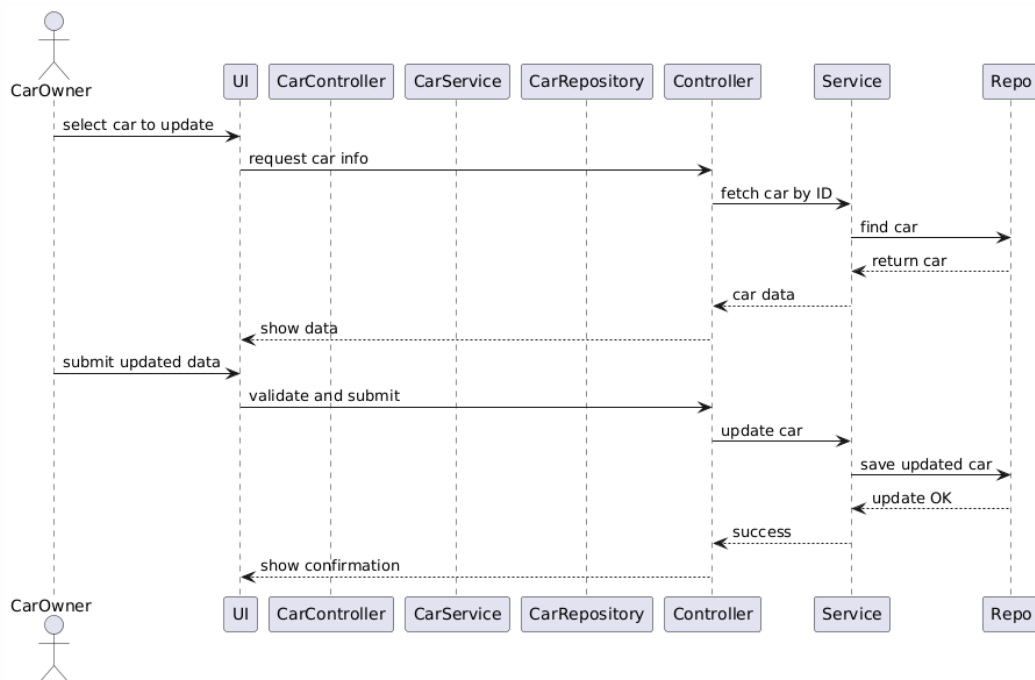 CarOwner
UI
CarController
CarService
CarRepository
Controller
Service
Repo
select car to update
request car info
fetch car by ID
find car
return car
car data
show data
submit updated data
validate and submit
update car
save updated car
update OK
success
show confirmation
CarOwner
UI
CarController
CarService
CarRepository
Controller
Service
Repo